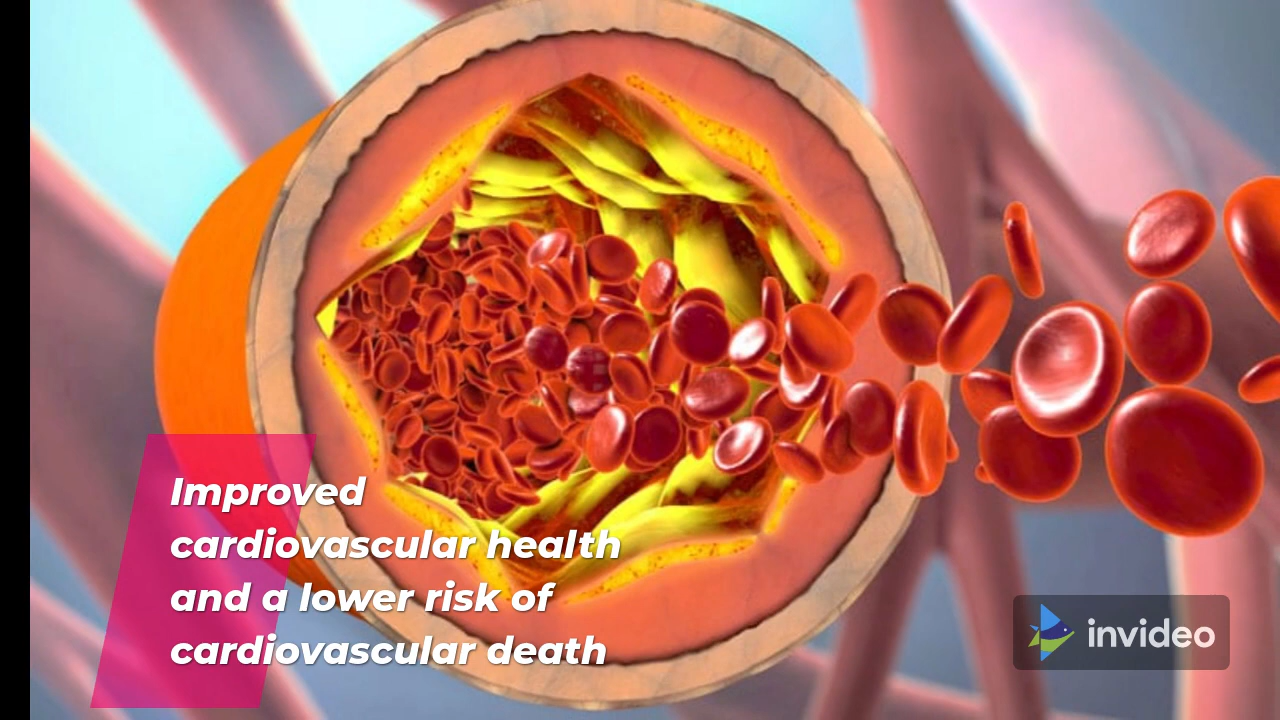 Improved
cardiovascular health
and a lower risk of
cardiovascular death
invideo